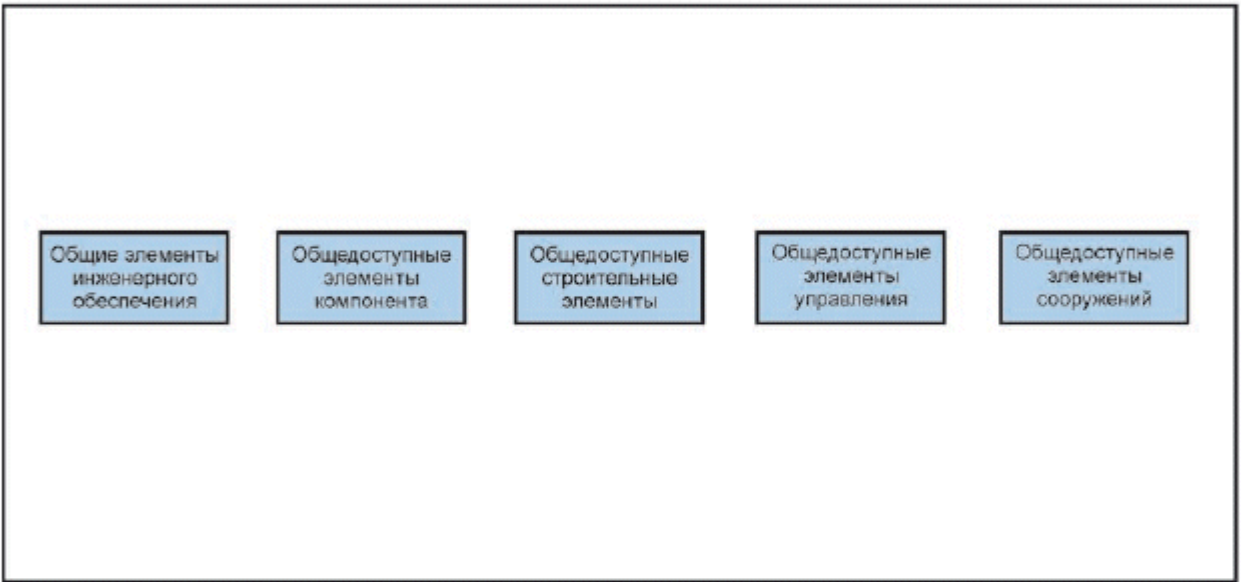 Общие элементы
инженерного
обеспечения
Общедоступные
элементы
компонента
Общедоступные
строительные
элементы
Общедоступные
элементы
управления
Общедоступные
элементы
сооружений